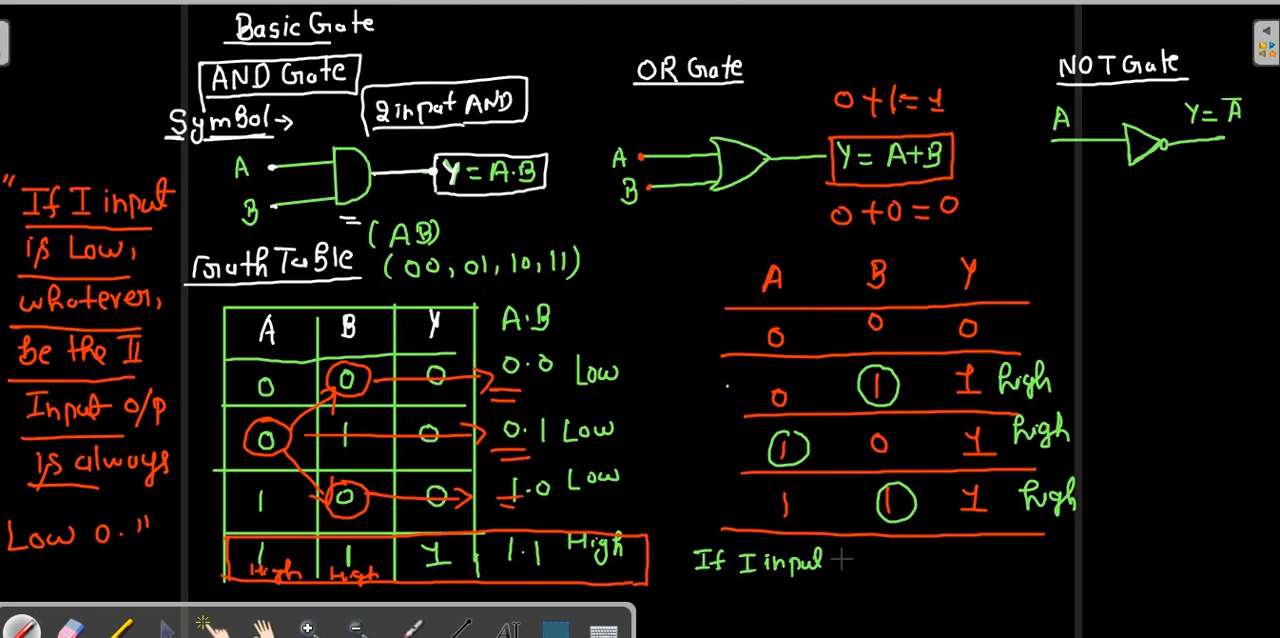 Basic Gate
AND Gate
2 input AND
Symbol →
A
B
Y = A·B
(AB)
(00, 01, 10, 11)
Truth Table
A B Y A·B
0 0 0 0.0 Low
0 1 0 0.1 Low
1 0 0 1.0 Low
1 1 1 1.1 High
High High
"If I input
is Low,
whatever,
be the II
Input o/p
is always
Low 0."
OR Gate
0 + 1 = 1
A
B
Y = A+B
0 + 0 = 0
A B Y
0 0 0
0 1 1 high
1 0 1 high
1 1 1 high
If I input
NOT Gate
A
Y = A̅